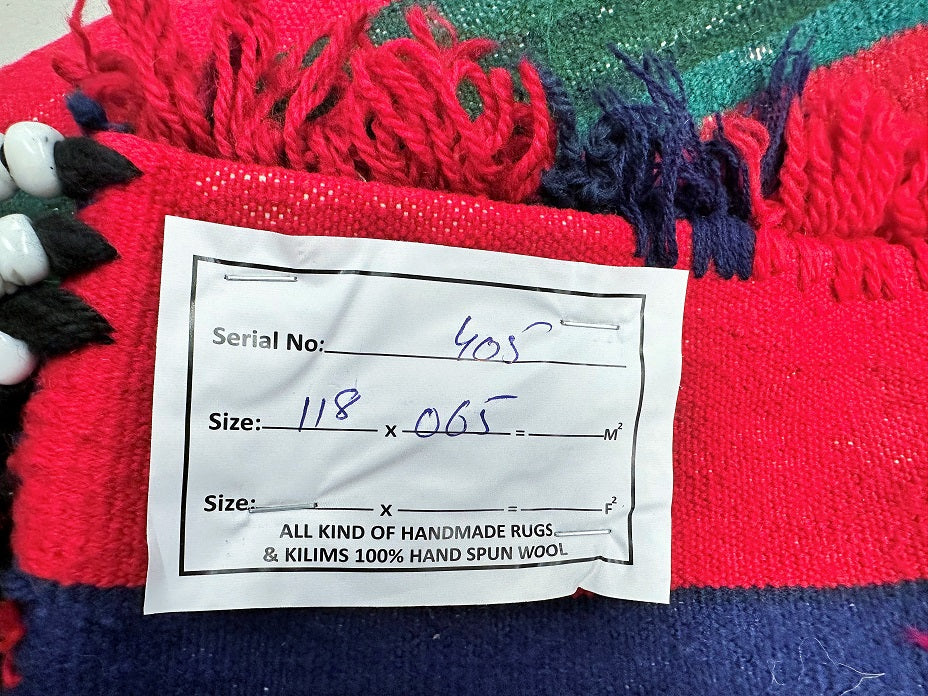 Serial No: 405
Size: 118 x 065 = M²
Size: x = F²
ALL KIND OF HANDMADE RUGS
& KILIMS 100% HAND SPUN WOOL